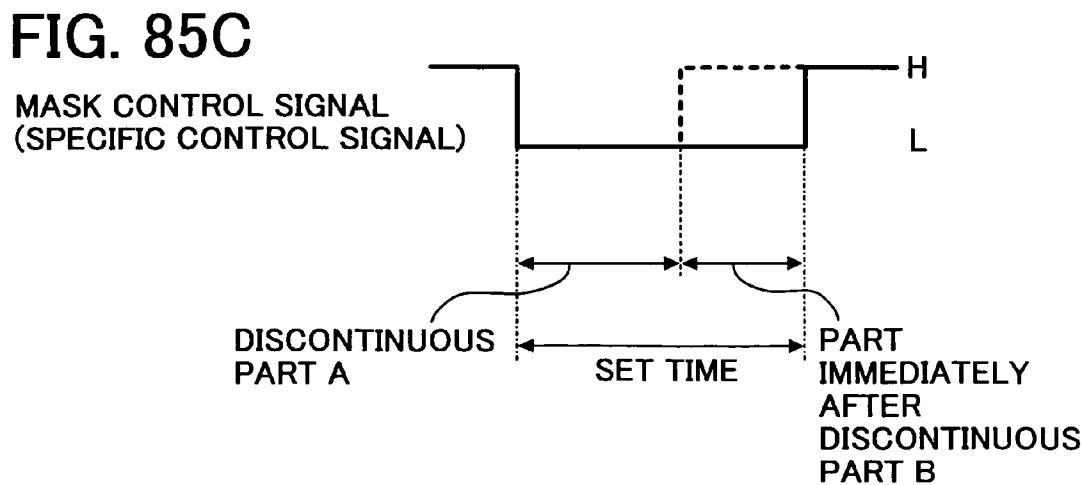 FIG. 85C
MASK CONTROL SIGNAL
(SPECIFIC CONTROL SIGNAL)
H
L
DISCONTINUOUS
PART A
SET TIME
PART
IMMEDIATELY
AFTER
DISCONTINUOUS
PART B